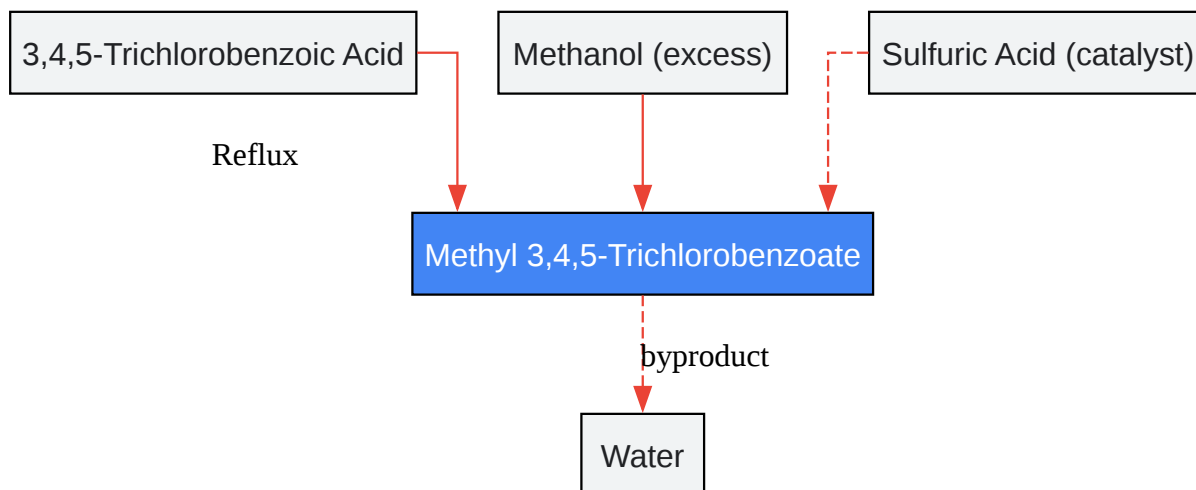 3,4,5-Trichlorobenzoic Acid
Methanol (excess)
Sulfuric Acid (catalyst)
Reflux
Methyl 3,4,5-Trichlorobenzoate
byproduct
Water